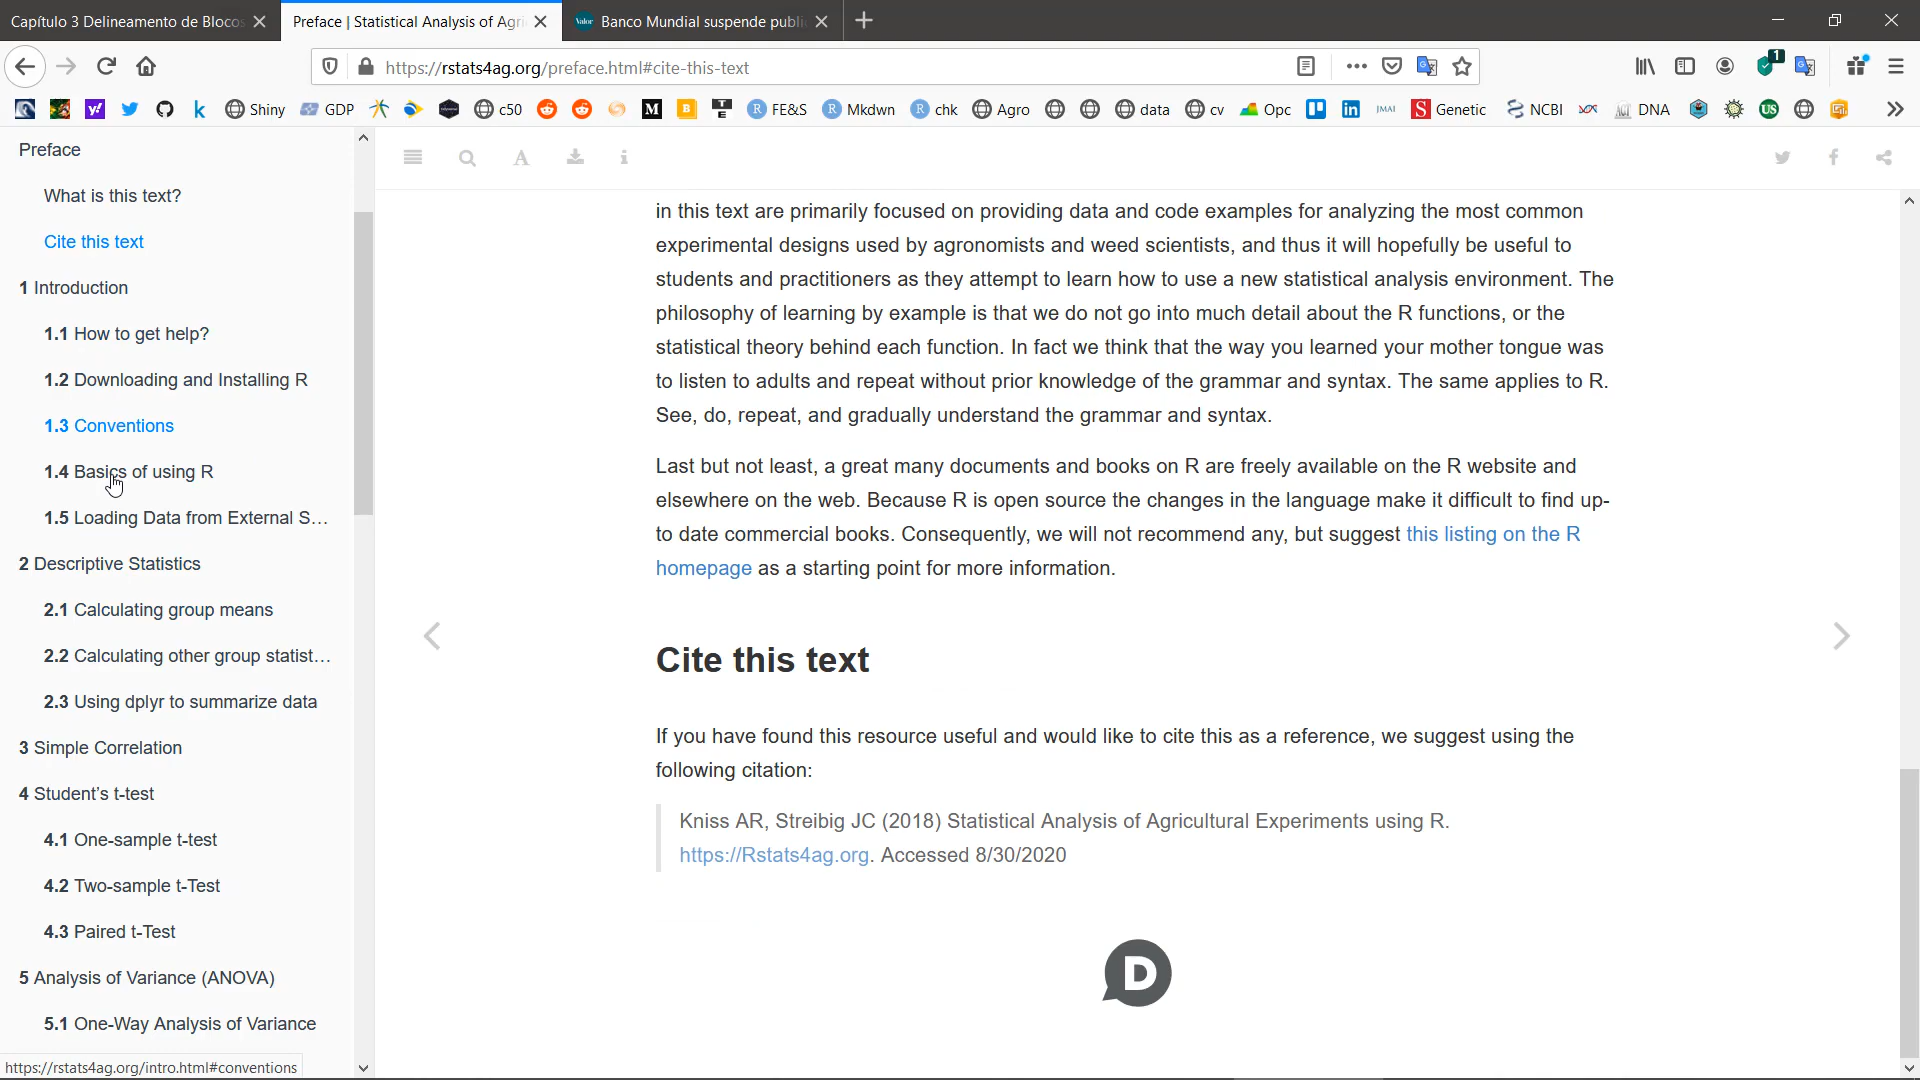 Capítulo 3 Delineamento de Blocos
Preface | Statistical Analysis of Agri
Valor Banco Mundial suspende publi
https://rstats4ag.org/preface.html#cite-this-text
1
Shiny
GDP
c50
FE&S
Mkdwn
chk
Agro
data
cv
Opc
JMAI
Genetic
NCBI
DNA
Preface
What is this text?
Cite this text
1 Introduction
1.1 How to get help?
1.2 Downloading and Installing R
1.3 Conventions
1.4 Basics of using R
1.5 Loading Data from External S…
2 Descriptive Statistics
2.1 Calculating group means
2.2 Calculating other group statist…
2.3 Using dplyr to summarize data
3 Simple Correlation
4 Student’s t-test
4.1 One-sample t-test
4.2 Two-sample t-Test
4.3 Paired t-Test
5 Analysis of Variance (ANOVA)
5.1 One-Way Analysis of Variance
https://rstats4ag.org/intro.html#conventions
in this text are primarily focused on providing data and code examples for analyzing the most common
experimental designs used by agronomists and weed scientists, and thus it will hopefully be useful to
students and practitioners as they attempt to learn how to use a new statistical analysis environment. The
philosophy of learning by example is that we do not go into much detail about the R functions, or the
statistical theory behind each function. In fact we think that the way you learned your mother tongue was
to listen to adults and repeat without prior knowledge of the grammar and syntax. The same applies to R.
See, do, repeat, and gradually understand the grammar and syntax.
Last but not least, a great many documents and books on R are freely available on the R website and
elsewhere on the web. Because R is open source the changes in the language make it difficult to find up-
to date commercial books. Consequently, we will not recommend any, but suggest this listing on the R
homepage as a starting point for more information.
Cite this text
If you have found this resource useful and would like to cite this as a reference, we suggest using the
following citation:
Kniss AR, Streibig JC (2018) Statistical Analysis of Agricultural Experiments using R.
https://Rstats4ag.org. Accessed 8/30/2020
D